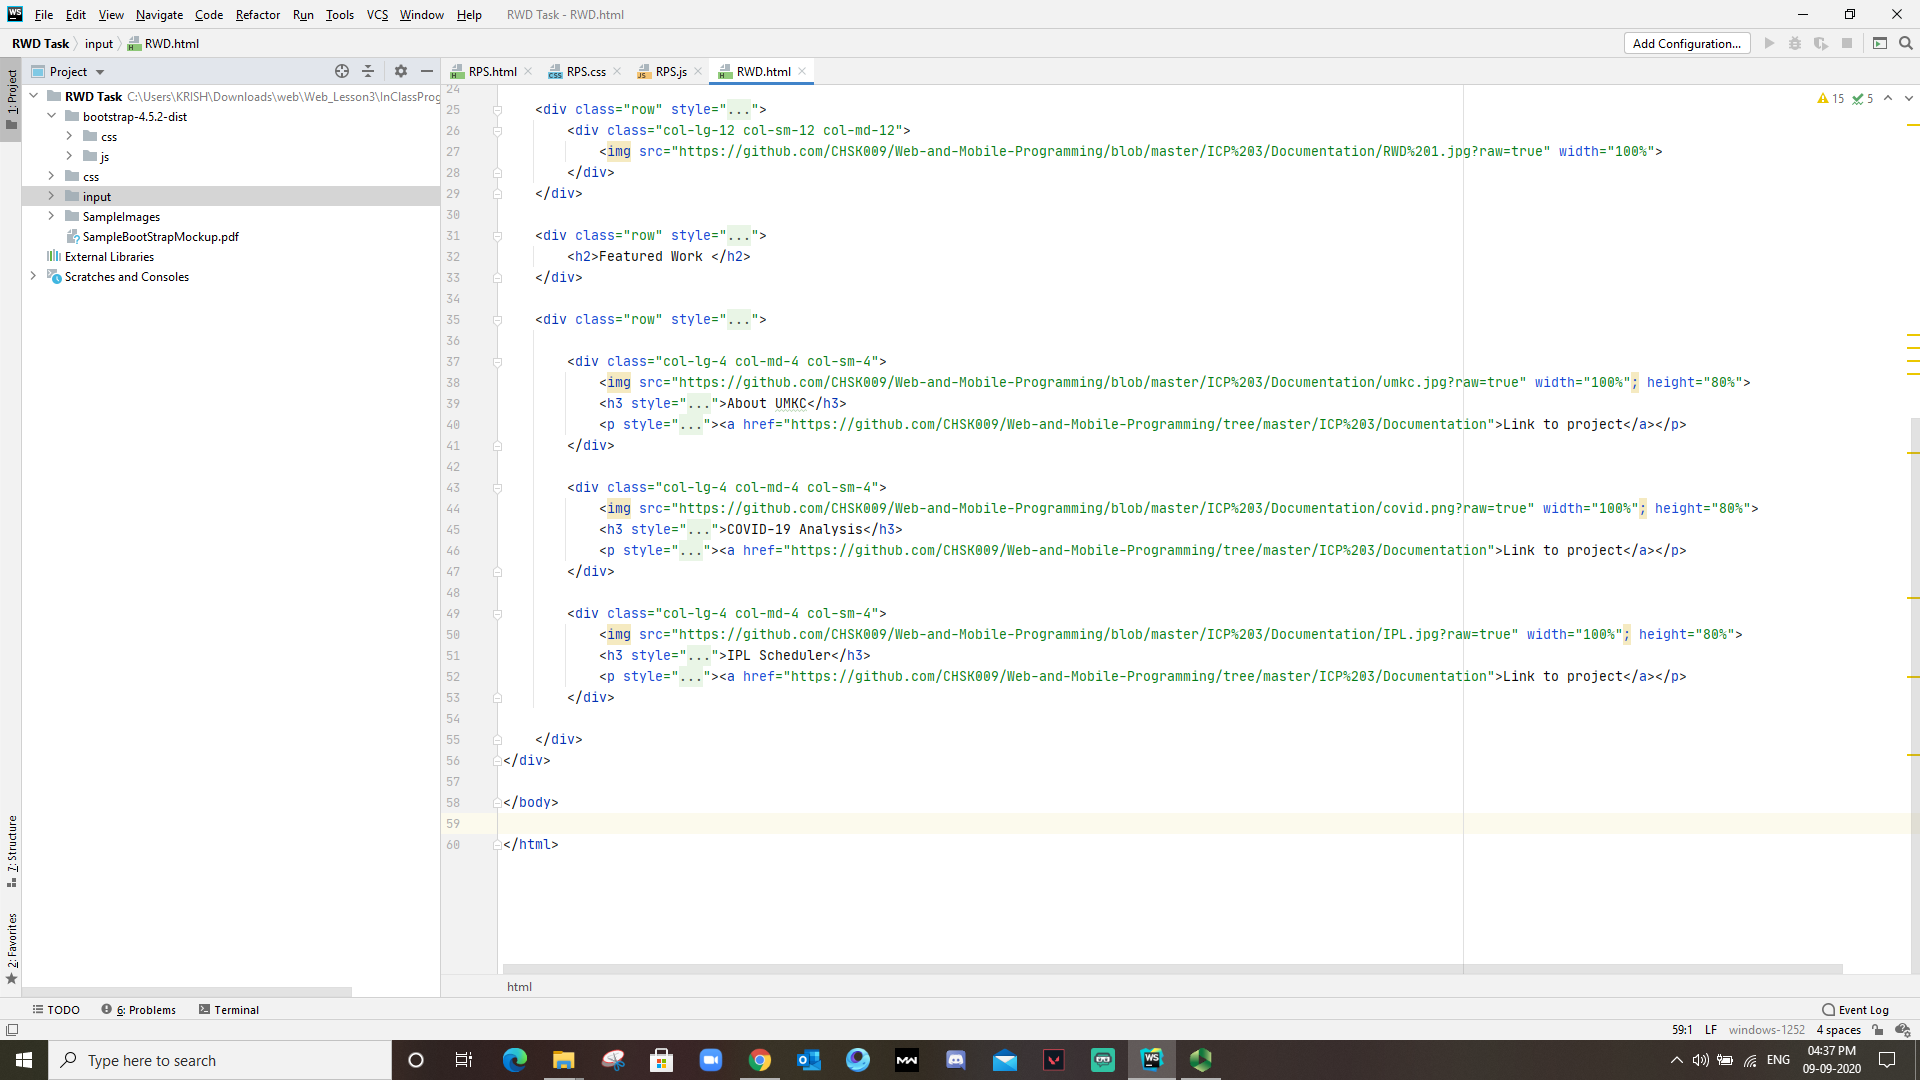 WS File Edit View Navigate Code Refactor Run Tools VCS Window Help RWD Task - RWD.html
RWD Task input RWD.html Add Configuration...
Project RPS.html RPS.css RPS.js RWD.html
1: Project
RWD Task C:\Users\KRISH\Downloads\web\Web_Lesson3\InClassProg
bootstrap-4.5.2-dist
css
js
css
input
SampleImages
SampleBootStrapMockup.pdf
External Libraries
Scratches and Consoles
7: Structure
2: Favorites
15 5
24
25 <div class="row" style="...">
26 <div class="col-lg-12 col-sm-12 col-md-12">
27 <img src="https://github.com/CHSK009/Web-and-Mobile-Programming/blob/master/ICP%203/Documentation/RWD%201.jpg?raw=true" width="100%">
28 </div>
29 </div>
30
31 <div class="row" style="...">
32 <h2>Featured Work </h2>
33 </div>
34
35 <div class="row" style="...">
36
37 <div class="col-lg-4 col-md-4 col-sm-4">
38 <img src="https://github.com/CHSK009/Web-and-Mobile-Programming/blob/master/ICP%203/Documentation/umkc.jpg?raw=true" width="100%"; height="80%">
39 <h3 style="...">About UMKC</h3>
40 <p style="..."><a href="https://github.com/CHSK009/Web-and-Mobile-Programming/tree/master/ICP%203/Documentation">Link to project</a></p>
41 </div>
42
43 <div class="col-lg-4 col-md-4 col-sm-4">
44 <img src="https://github.com/CHSK009/Web-and-Mobile-Programming/blob/master/ICP%203/Documentation/covid.png?raw=true" width="100%"; height="80%">
45 <h3 style="...">COVID-19 Analysis</h3>
46 <p style="..."><a href="https://github.com/CHSK009/Web-and-Mobile-Programming/tree/master/ICP%203/Documentation">Link to project</a></p>
47 </div>
48
49 <div class="col-lg-4 col-md-4 col-sm-4">
50 <img src="https://github.com/CHSK009/Web-and-Mobile-Programming/blob/master/ICP%203/Documentation/IPL.jpg?raw=true" width="100%"; height="80%">
51 <h3 style="...">IPL Scheduler</h3>
52 <p style="..."><a href="https://github.com/CHSK009/Web-and-Mobile-Programming/tree/master/ICP%203/Documentation">Link to project</a></p>
53 </div>
54
55 </div>
56 </div>
57
58 </body>
59
60 </html>
html
TODO 6: Problems Terminal Event Log
59:1 LF windows-1252 4 spaces
Type here to search MW WS ENG 04:37 PM
09-09-2020